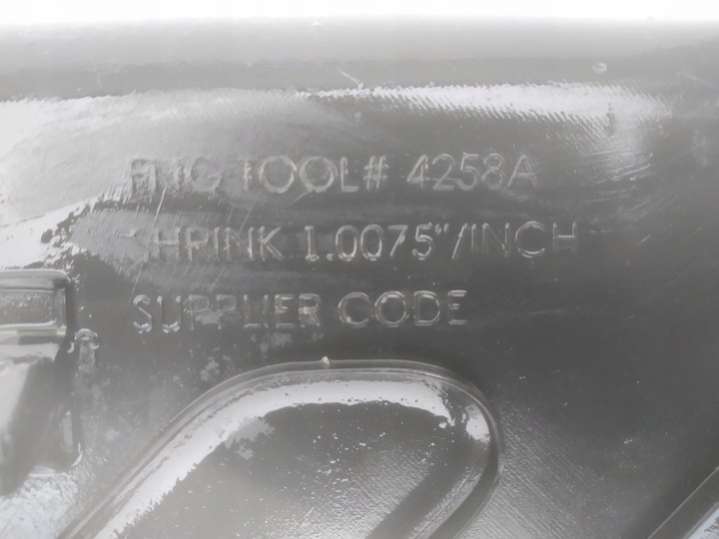 TOOL# 4258A
SHRINK 1.0075"/INCH
SUPPLIER CODE